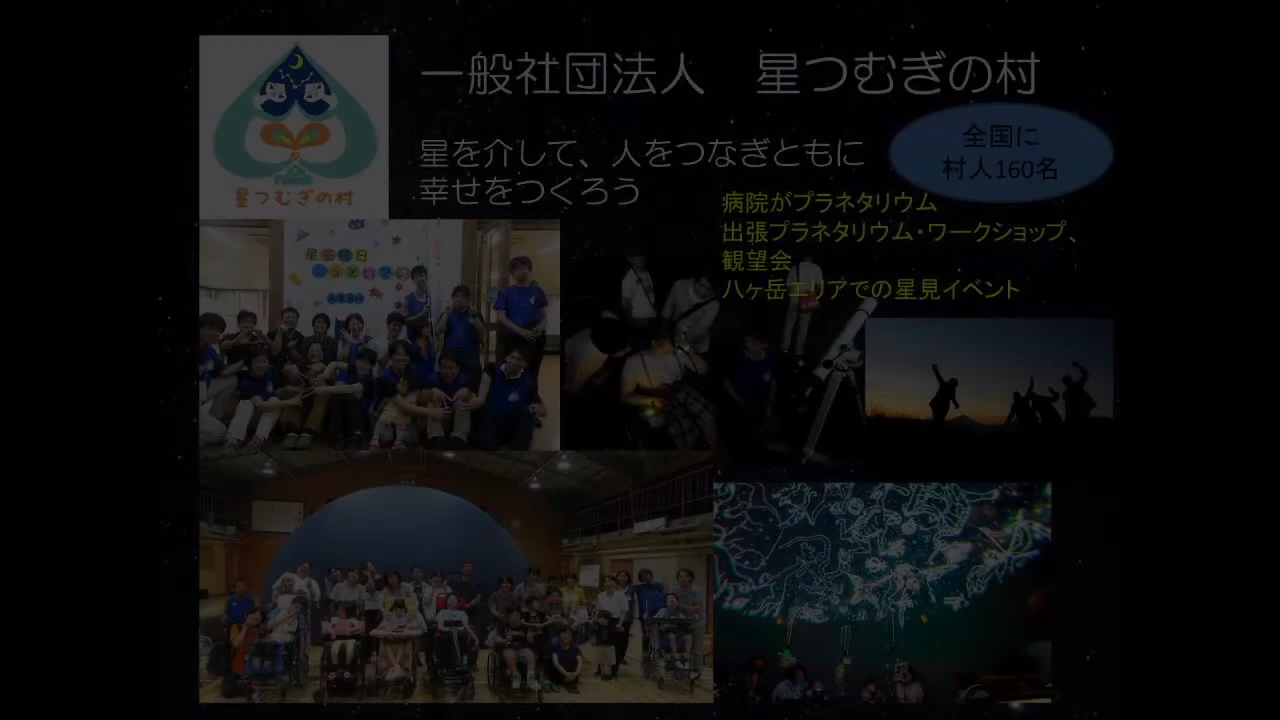 一般社団法人　星つむぎの村
星を介して、人をつなぎともに
幸せをつくろう
全国に
村人160名
病院がプラネタリウム
出張プラネタリウム・ワークショップ、
観望会
八ヶ岳エリアでの星見イベント
星つむぎの村